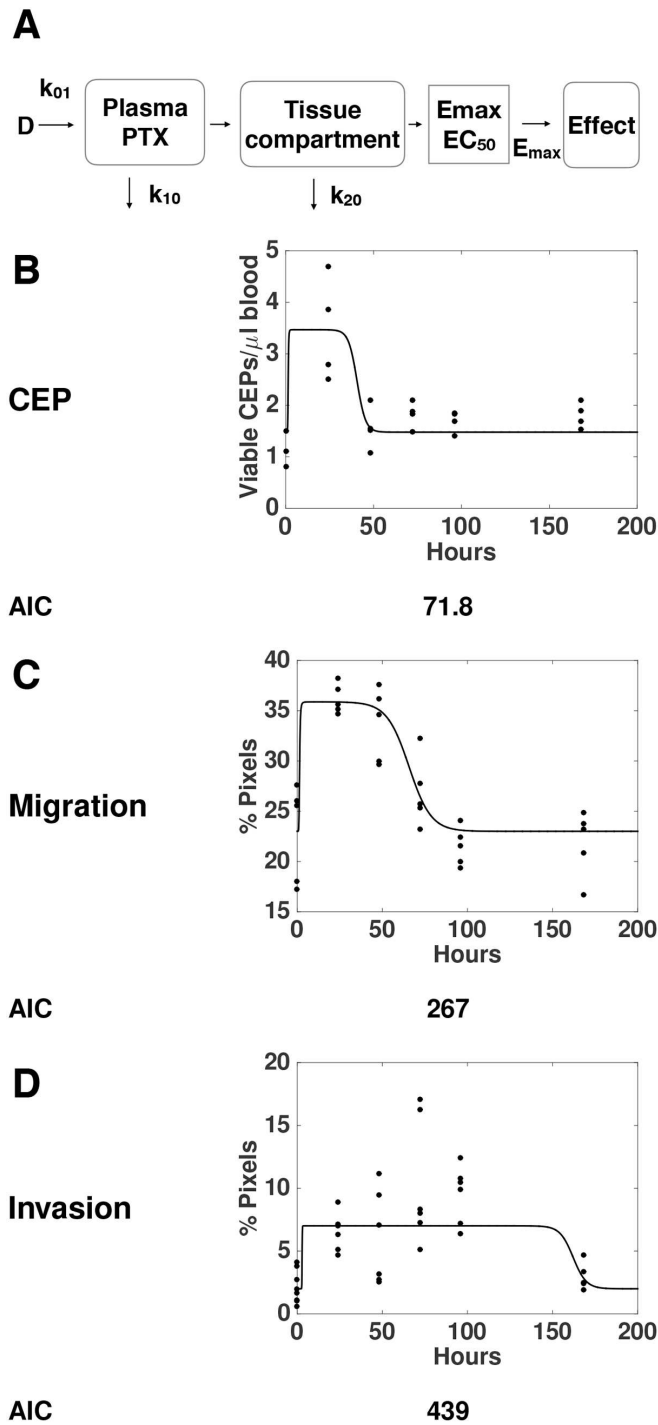 A
D
k01
Plasma
PTX
Tissue
compartment
Emax
EC50
Emax
Effect
k10
k20
B
CEP
Viable CEPs/μl blood
5
4
3
2
1
0
0 50 100 150 200
Hours
AIC 71.8
C
Migration
% Pixels
40
35
30
25
20
15
0 50 100 150 200
Hours
AIC 267
D
Invasion
% Pixels
20
15
10
5
0
0 50 100 150 200
Hours
AIC 439